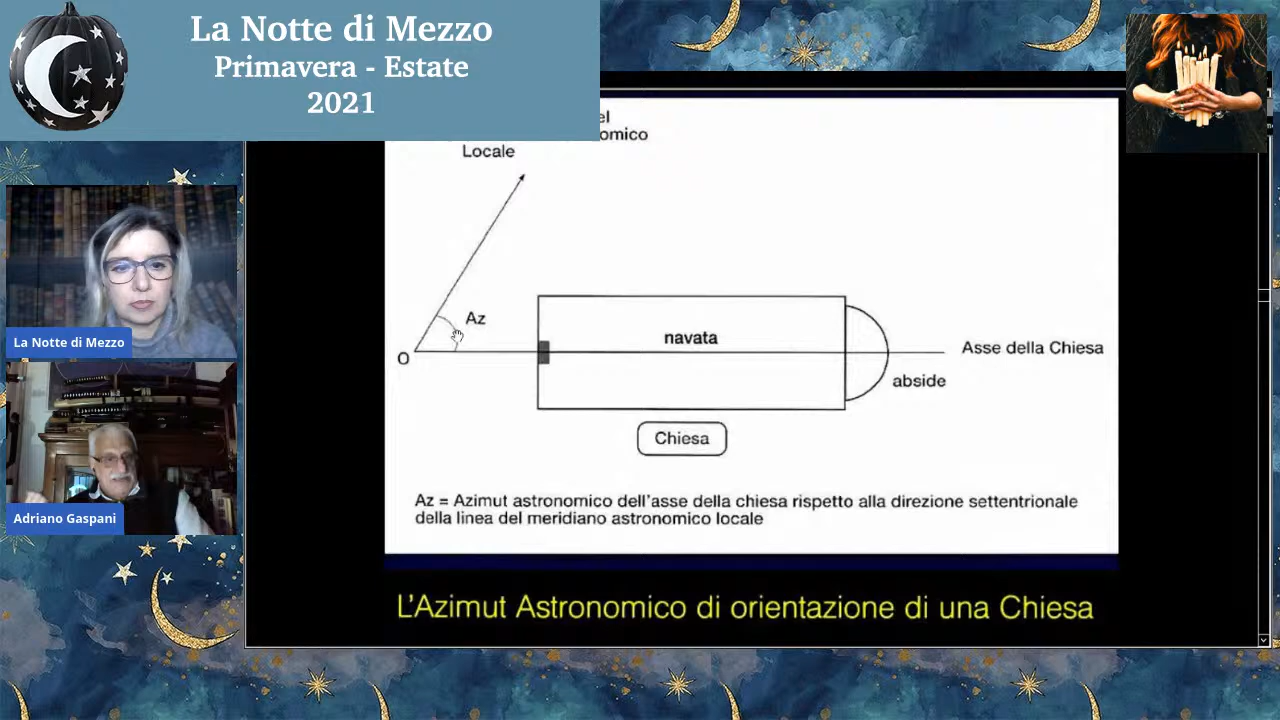 La Notte di Mezzo
Primavera - Estate
2021
el
omico
Locale
Az
O
navata
Asse della Chiesa
abside
Chiesa
Az = Azimut astronomico dell'asse della chiesa rispetto alla direzione settentrionale
della linea del meridiano astronomico locale
L'Azimut Astronomico di orientazione di una Chiesa
La Notte di Mezzo
Adriano Gaspani